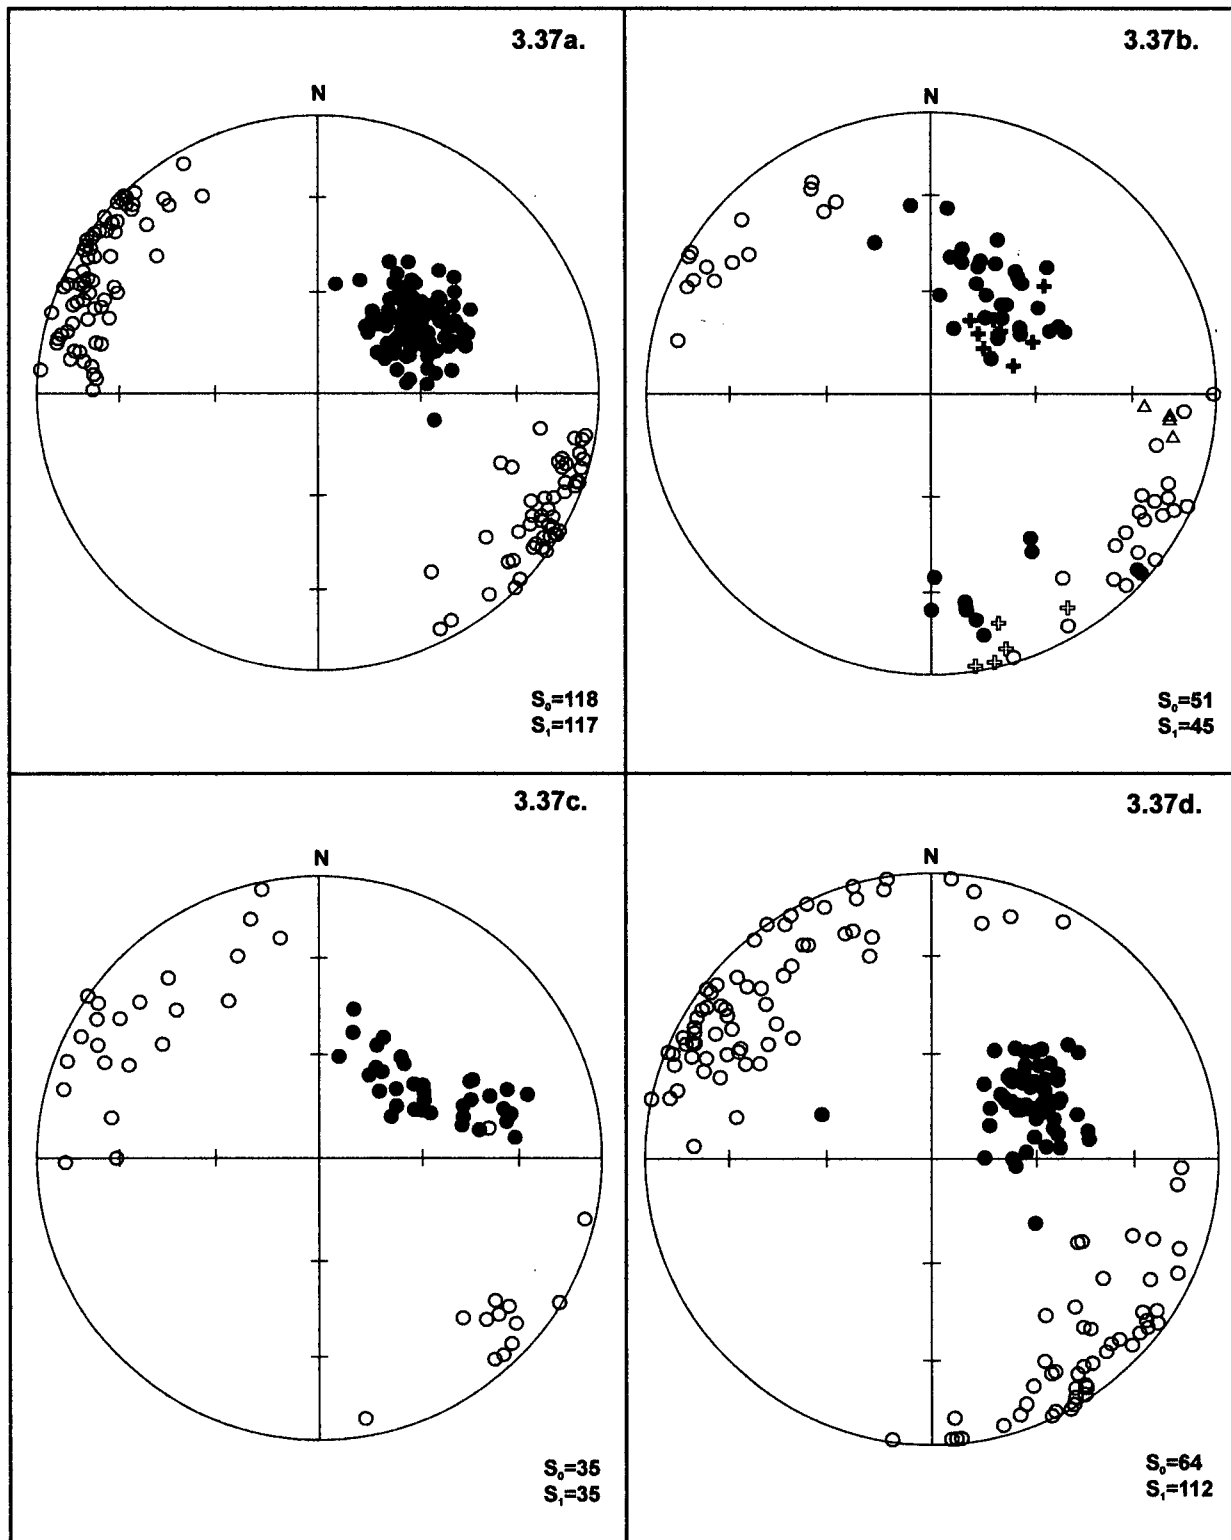 3.37a.
N
S₀=118
S₁=117
3.37b.
N
S₀=51
S₁=45
3.37c.
N
S₀=35
S₁=35
3.37d.
N
S₀=64
S₁=112